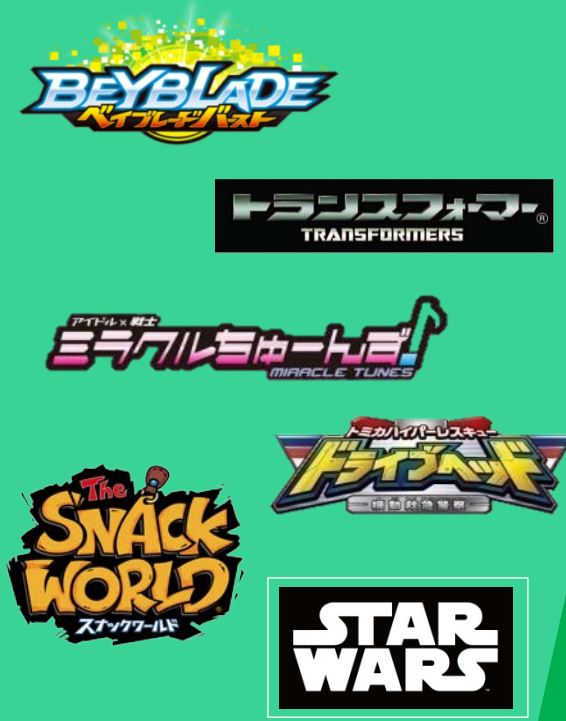 BEYBLADE
ベイブレードバースト
トランスフォーマー®
TRANSFORMERS
アイドル×戦士
ミラクルちゅーんず!
MIRACLE TUNES
トミカハイパーレスキュー
ドライブヘッド
機動救急警察
The
SNACK
WORLD
スナックワールド
STAR
WARS